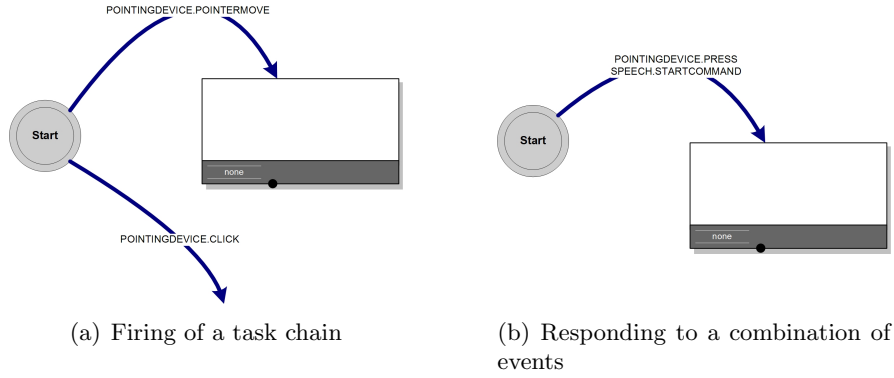 POINTINGDEVICE.POINTERMOVE
Start
none
POINTINGDEVICE.CLICK
(a) Firing of a task chain
POINTINGDEVICE.PRESS
SPEECH.STARTCOMMAND
Start
none
(b) Responding to a combination of
events